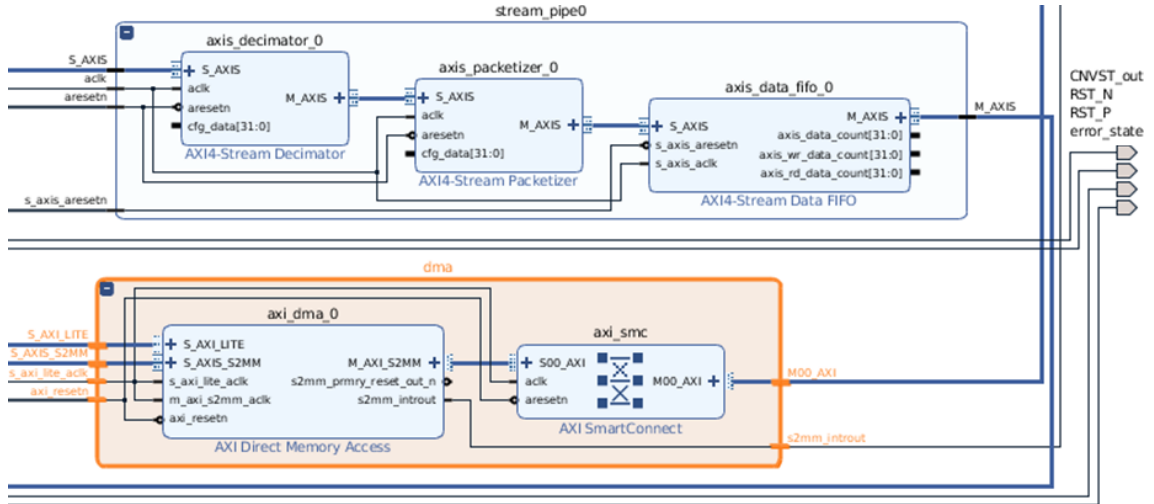 stream_pipe0
axis_decimator_0
S_AXIS
aclk
aresetn
S_AXIS
aclk
aresetn
cfg_data[31:0]
M_AXIS
AXI4-Stream Decimator
axis_packetizer_0
S_AXIS
aclk
aresetn
cfg_data[31:0]
M_AXIS
AXI4-Stream Packetizer
axis_data_fifo_0
S_AXIS
s_axis_aresetn
s_axis_aclk
M_AXIS
axis_data_count[31:0]
axis_wr_data_count[31:0]
axis_rd_data_count[31:0]
AXI4-Stream Data FIFO
M_AXIS
s_axis_aresetn
CNVST_out
RST_N
RST_P
error_state
dma
S_AXI_LITE
S_AXIS_S2MM
s_axi_lite_aclk
axi_resetn
axi_dma_0
S_AXI_LITE
S_AXIS_S2MM
s_axi_lite_aclk
m_axi_s2mm_aclk
axi_resetn
M_AXI_S2MM
s2mm_prmry_reset_out_n
s2mm_introut
AXI Direct Memory Access
axi_smc
S00_AXI
aclk
aresetn
M00_AXI
AXI SmartConnect
M00_AXI
s2mm_introut